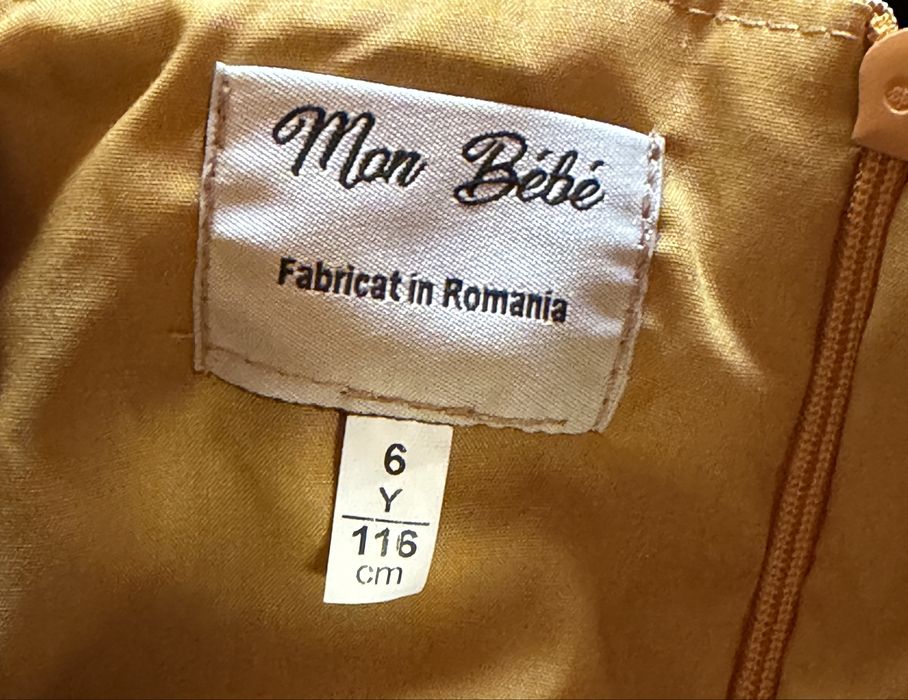 Mon Bébé
Fabricat in Romania
6
Y
116
cm